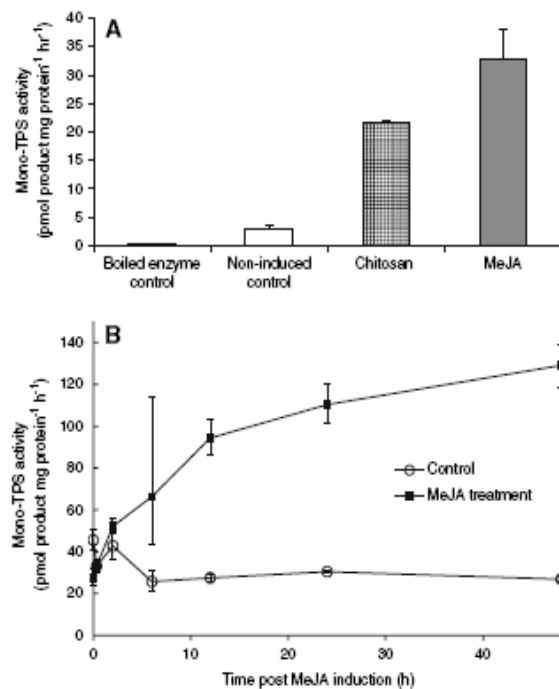 A
Mono-TPS activity
(pmol product mg protein⁻¹ hr⁻¹)
40
35
30
25
20
15
10
5
0
Boiled enzyme control
Non-induced control
Chitosan
MeJA
B
Mono-TPS activity
(pmol product mg protein⁻¹ h⁻¹)
140
120
100
80
60
40
20
0
Control
MeJA treatment
0
10
20
30
40
Time post MeJA induction (h)